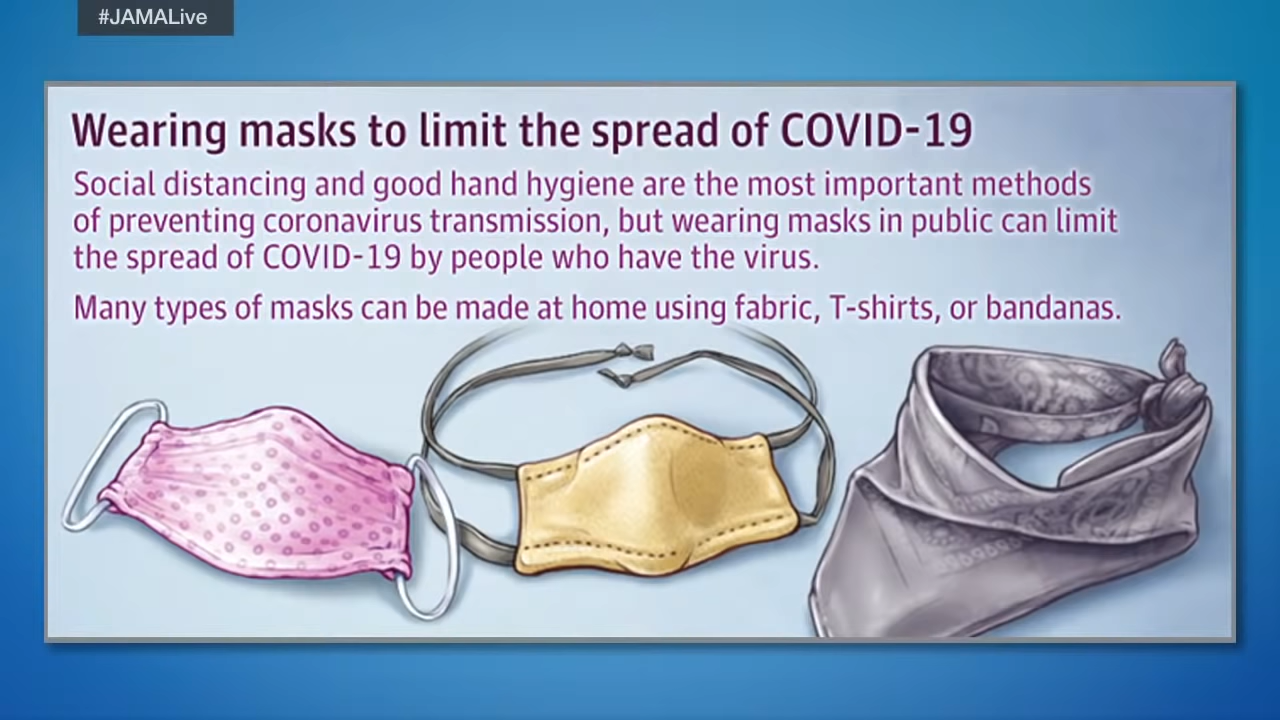 #JAMALive
Wearing masks to limit the spread of COVID-19
Social distancing and good hand hygiene are the most important methods
of preventing coronavirus transmission, but wearing masks in public can limit
the spread of COVID-19 by people who have the virus.
Many types of masks can be made at home using fabric, T-shirts, or bandanas.